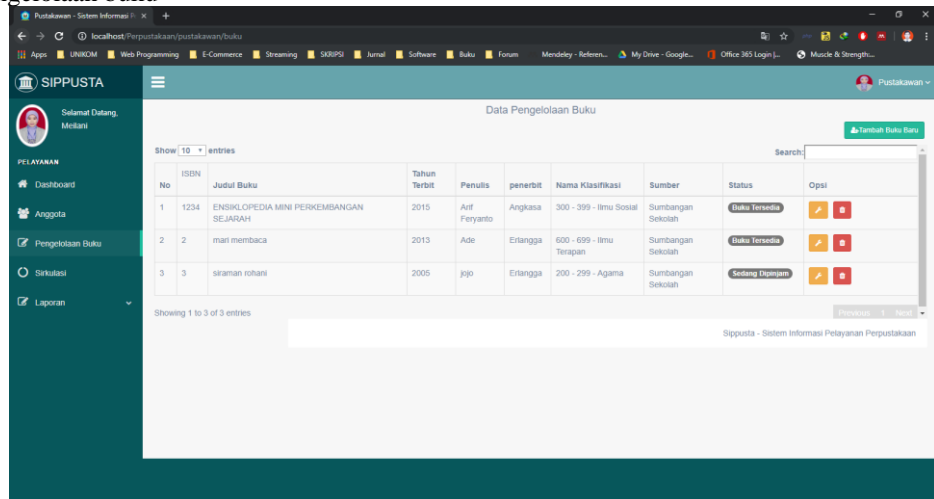 ngelolaan buku
Pustakawan - Sistem Informasi Pe
localhost/Perpustakaan/pustakawan/buku
Apps UNIKOM Web Programming E-Commerce Streaming SKRIPSI Jurnal Software Buku Forum Mendeley - Referen... My Drive - Google... Office 365 Login |... Muscle & Strength:...
SIPPUSTA
Pustakawan
Selamat Datang,
Meilani
PELAYANAN
Dashboard
Anggota
Pengelolaan Buku
Sirkulasi
Laporan
Data Pengelolaan Buku
Tambah Buku Baru
Show 10 entries Search:
No ISBN Judul Buku Tahun Terbit Penulis penerbit Nama Klasifikasi Sumber Status Opsi
1 1234 ENSIKLOPEDIA MINI PERKEMBANGAN SEJARAH 2015 Arif Feryanto Angkasa 300 - 399 - Ilmu Sosial Sumbangan Sekolah Buku Tersedia
2 2 mari membaca 2013 Ade Erlangga 600 - 699 - Ilmu Terapan Sumbangan Sekolah Buku Tersedia
3 3 siraman rohani 2005 jojo Erlangga 200 - 299 - Agama Sumbangan Sekolah Sedang Dipinjam
Showing 1 to 3 of 3 entries Previous 1 Next
Sippusta - Sistem Informasi Pelayanan Perpustakaan